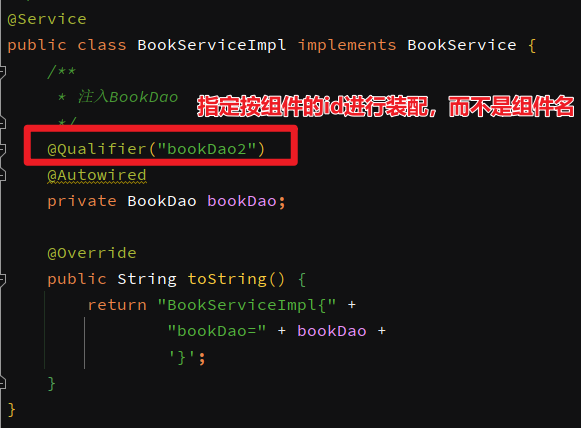 @Service
public class BookServiceImpl implements BookService {
/**
* 注入BookDao
指定按组件的id进行装配，而不是组件名
*/
@Qualifier("bookDao2")
@Autowired
private BookDao bookDao;
@Override
public String toString() {
return "BookServiceImpl{" +
"bookDao=" + bookDao +
'}';
}
}